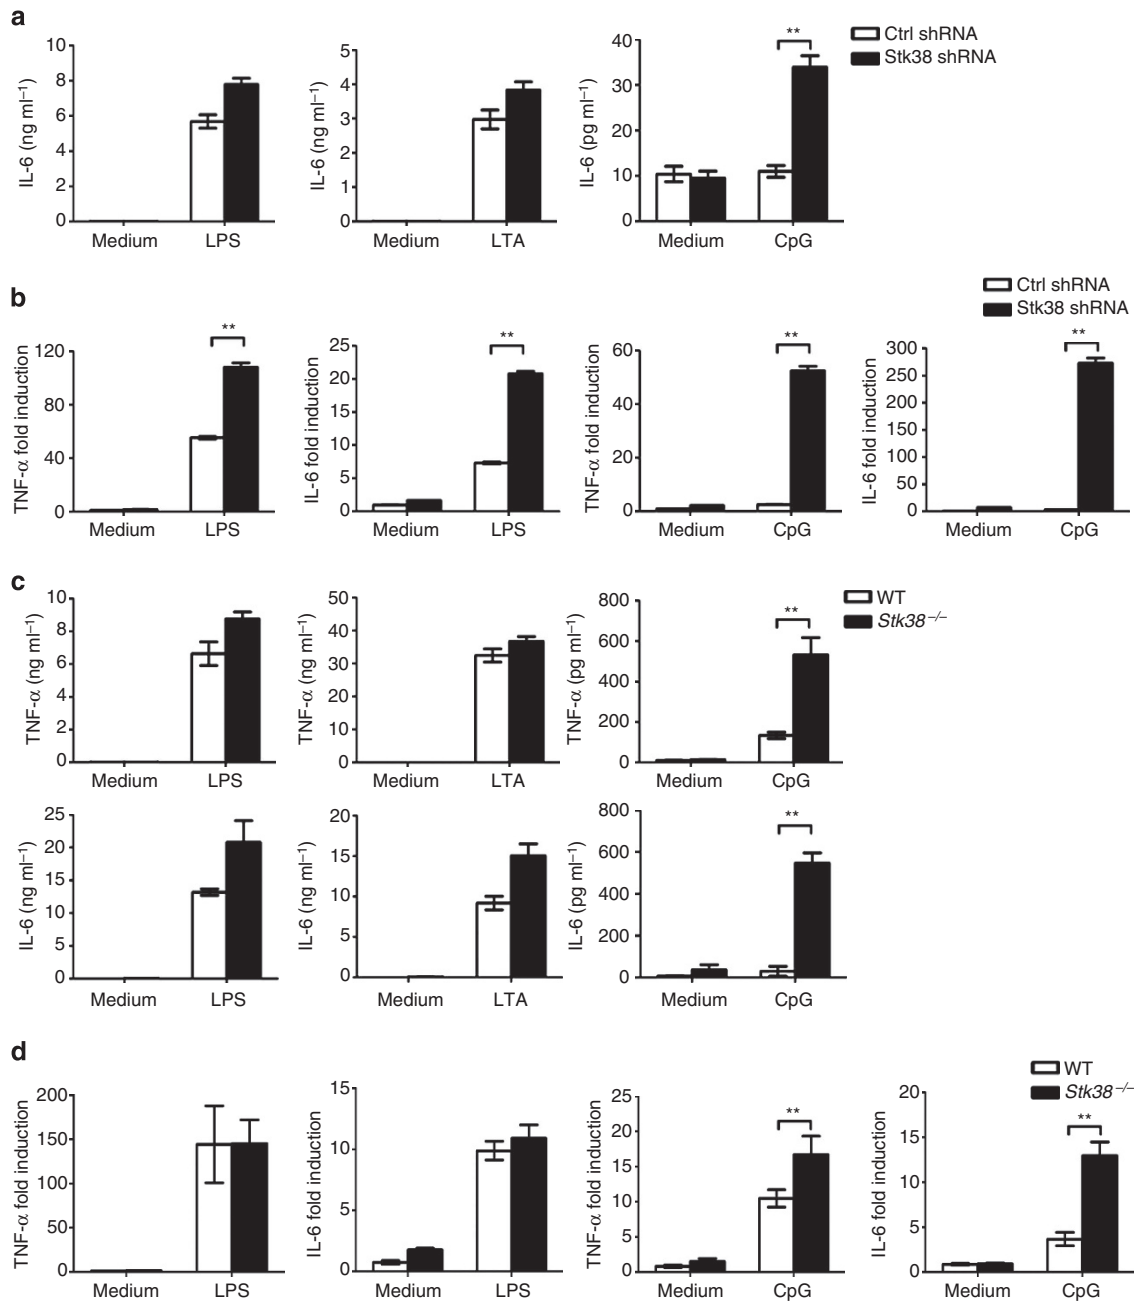 a
Ctrl shRNA
Stk38 shRNA
IL-6 (ng ml⁻¹)
10
8
6
4
2
0
Medium
LPS
IL-6 (ng ml⁻¹)
5
4
3
2
1
0
Medium
LTA
IL-6 (pg ml⁻¹)
40
30
20
10
0
**
Medium
CpG
b
Ctrl shRNA
Stk38 shRNA
TNF-α fold induction
120
80
40
0
**
Medium
LPS
IL-6 fold induction
25
20
15
10
5
0
**
Medium
LPS
TNF-α fold induction
60
40
20
0
**
Medium
CpG
IL-6 fold induction
300
250
200
150
100
50
0
**
Medium
CpG
c
WT
Stk38⁻/⁻
TNF-α (ng ml⁻¹)
10
8
6
4
2
0
Medium
LPS
TNF-α (ng ml⁻¹)
50
40
30
20
10
0
Medium
LTA
TNF-α (pg ml⁻¹)
800
600
400
200
0
**
Medium
CpG
IL-6 (ng ml⁻¹)
25
20
15
10
5
0
Medium
LPS
IL-6 (ng ml⁻¹)
20
15
10
5
0
Medium
LTA
IL-6 (pg ml⁻¹)
800
600
400
200
0
**
Medium
CpG
d
WT
Stk38⁻/⁻
TNF-α fold induction
200
150
100
50
0
Medium
LPS
IL-6 fold induction
15
10
5
0
Medium
LPS
TNF-α fold induction
25
20
15
10
5
0
**
Medium
CpG
IL-6 fold induction
20
15
10
5
0
**
Medium
CpG